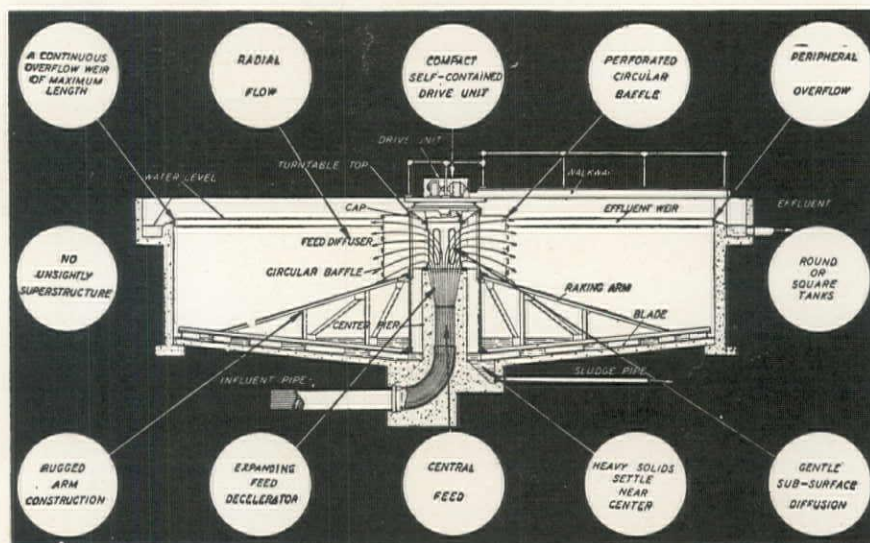 A CONTINUOUS
OVERFLOW WEIR
OF MAXIMUM
LENGTH
RADIAL
FLOW
COMPACT
SELF-CONTAINED
DRIVE UNIT
PERFORATED
CIRCULAR
BAFFLE
PERIPHERAL
OVERFLOW
DRIVE UNIT
TURNTABLE TOP
WALKWAY
WATER LEVEL
CAP
EFFLUENT WEIR
EFFLUENT
FEED DIFFUSER
NO
UNSIGHTLY
SUPERSTRUCTURE
CIRCULAR BAFFLE
RAKING ARM
ROUND
OR
SQUARE
TANKS
CENTER PIER
BLADE
INFLUENT PIPE
SLUDGE PIPE
RUGGED
ARM
CONSTRUCTION
EXPANDING
FEED
DECELERATOR
CENTRAL
FEED
HEAVY SOLIDS
SETTLE
NEAR
CENTER
GENTLE
SUB-SURFACE
DIFFUSION